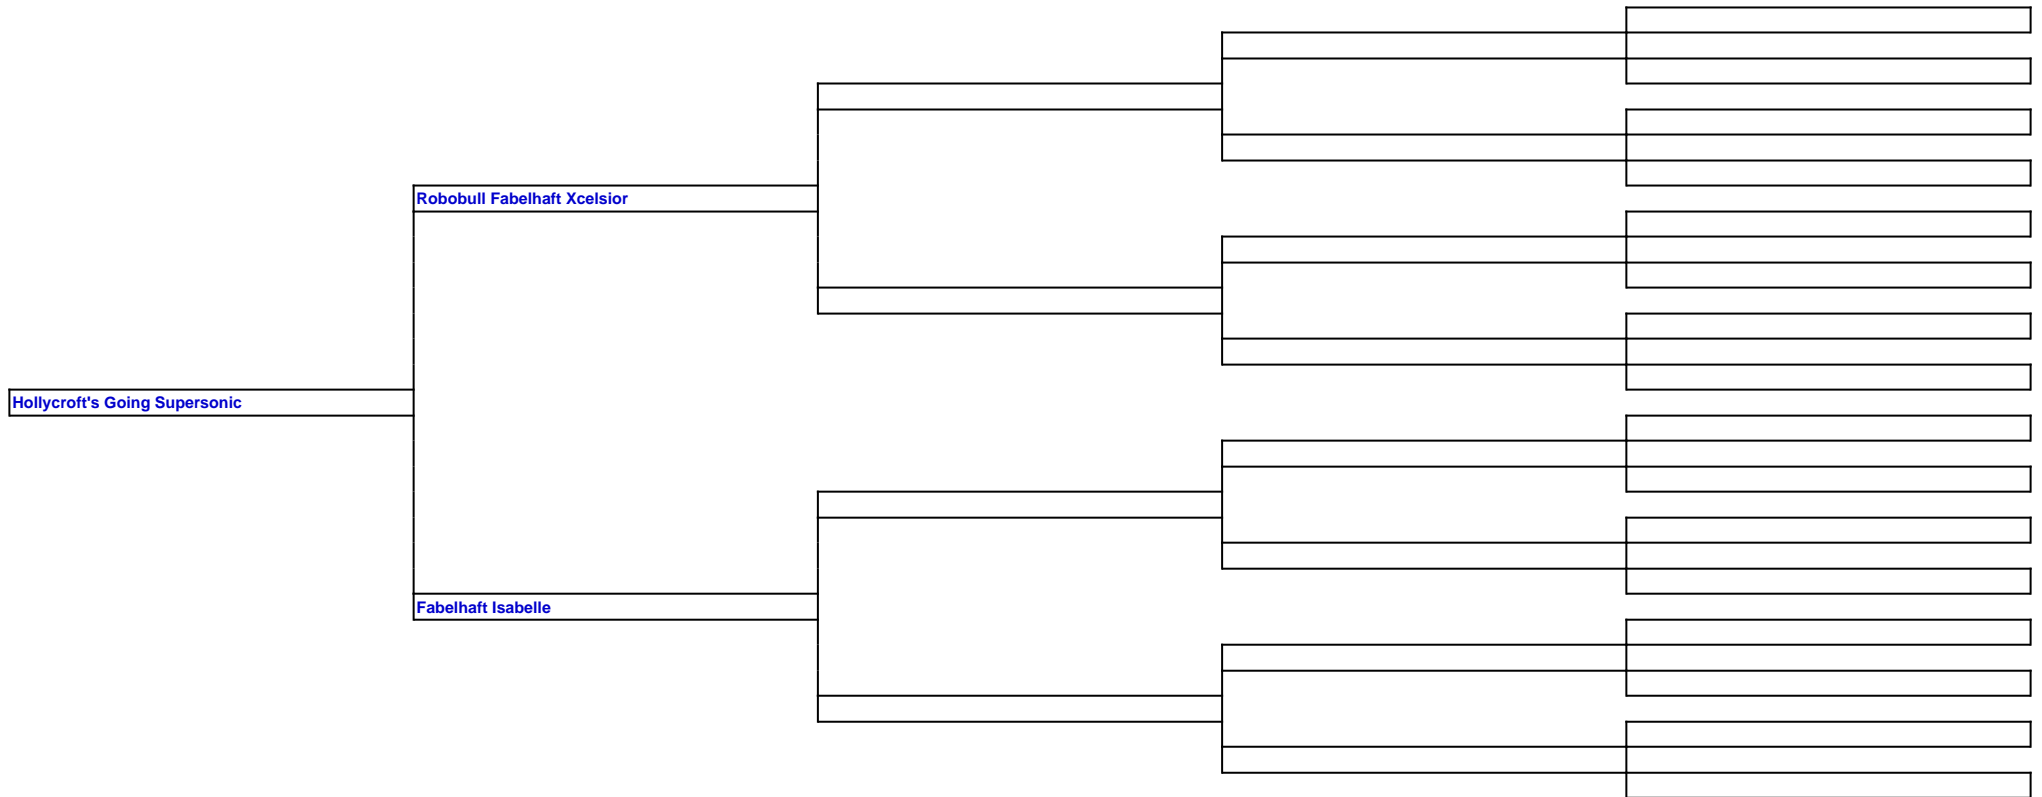 Robobull Fabelhaft Xcelsior
Hollycroft's Going Supersonic
Fabelhaft Isabelle